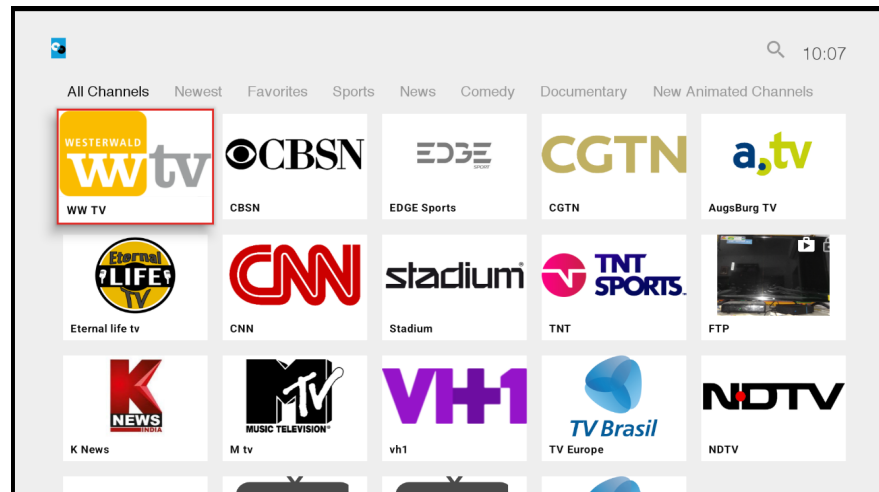 10:07
All Channels Newest Favorites Sports News Comedy Documentary New Animated Channels
WESTERWALD
ww tv
WW TV
CBSN
CBSN
EDGE
SPORT
EDGE Sports
CGTN
CGTN
a,tv
AugsBurg TV
Eternal
LIFE
TV
Eternal life tv
CNN
CNN
stadium
Stadium
TNT
SPORTS
TNT
FTP
K
NEWS
INDIA
K News
MTV
MUSIC TELEVISION®
M tv
VH1
vh1
TV Brasil
TV Europe
NDTV
NDTV